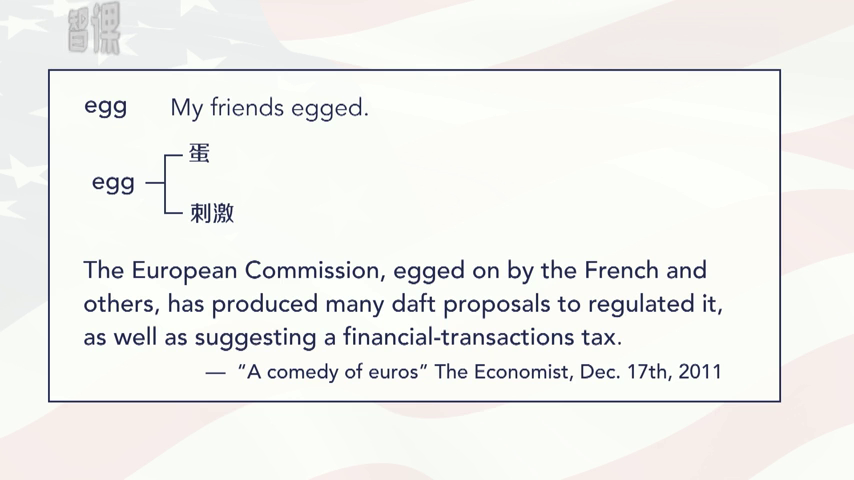 智课
egg My friends egged.
蛋
egg
刺激
The European Commission, egged on by the French and
others, has produced many daft proposals to regulated it,
as well as suggesting a financial-transactions tax.
— “A comedy of euros” The Economist, Dec. 17th, 2011